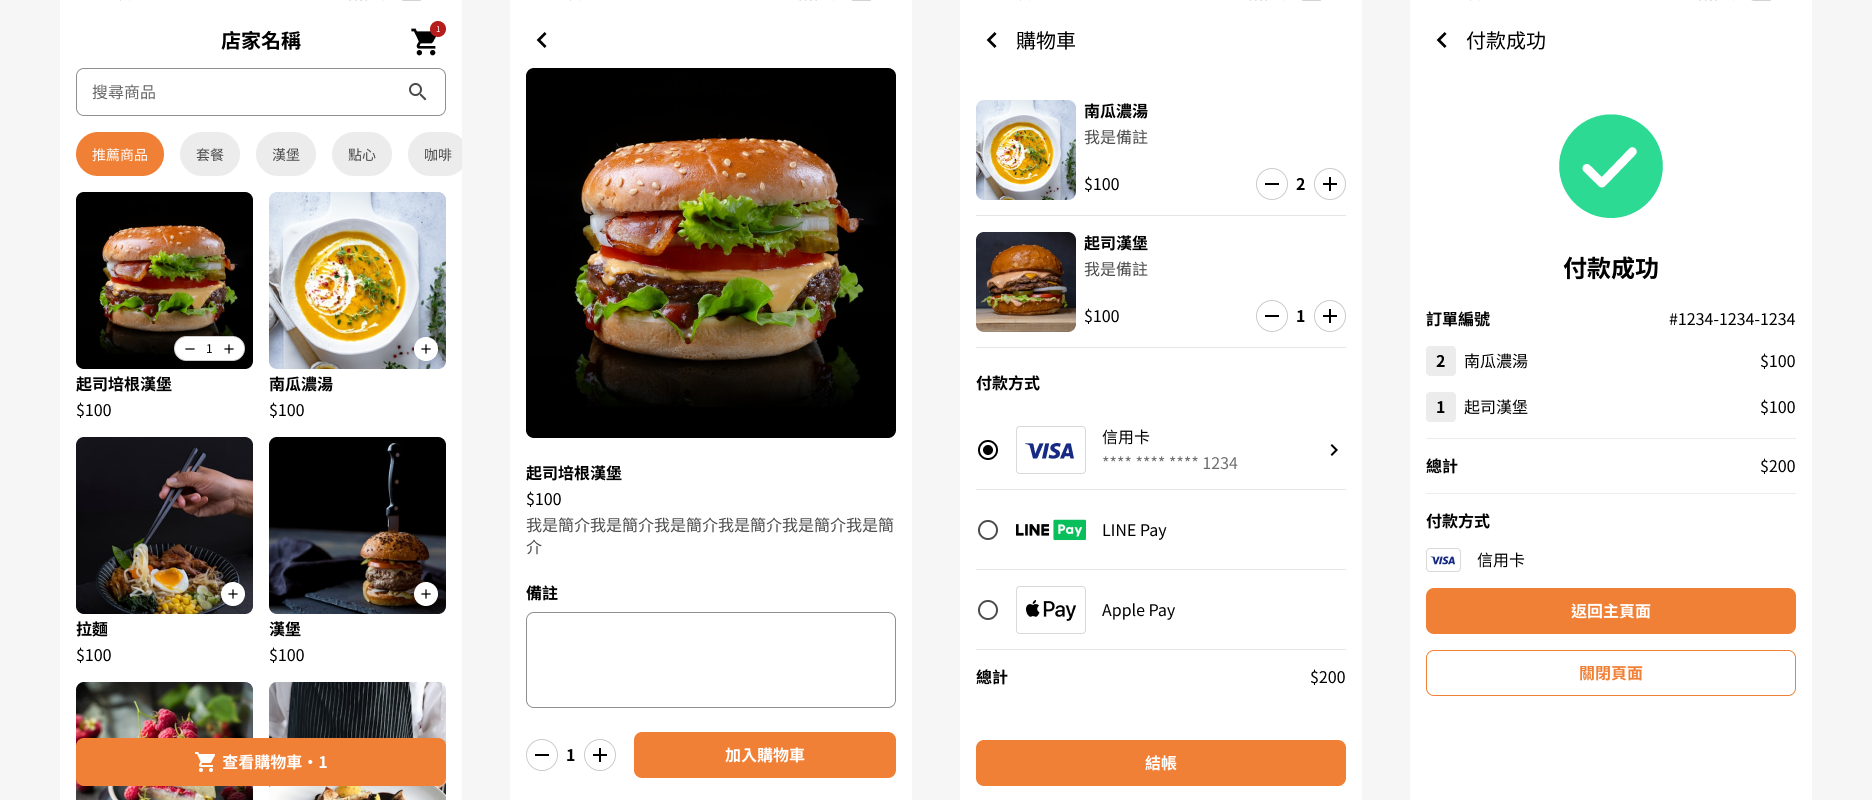 店家名稱
1
搜尋商品
推薦商品
套餐
漢堡
點心
咖啡
1
起司培根漢堡
$100
南瓜濃湯
$100
拉麵
$100
漢堡
$100
查看購物車・1
起司培根漢堡
$100
我是簡介我是簡介我是簡介我是簡介我是簡介我是簡
介
備註
1
加入購物車
購物車
南瓜濃湯
我是備註
$100
2
起司漢堡
我是備註
$100
1
付款方式
VISA
信用卡
**** **** **** 1234
LINE Pay
LINE Pay
Pay
Apple Pay
總計
$200
結帳
付款成功
付款成功
訂單編號
#1234-1234-1234
2 南瓜濃湯
$100
1 起司漢堡
$100
總計
$200
付款方式
VISA
信用卡
返回主頁面
關閉頁面